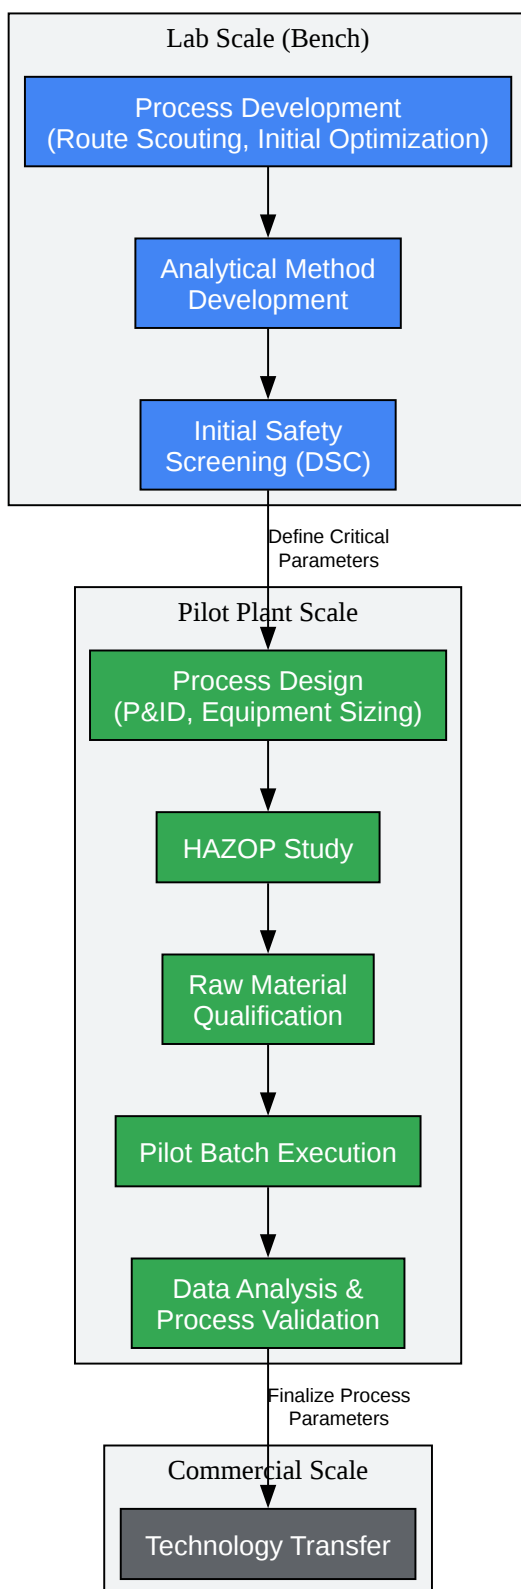 Lab Scale (Bench)
Process Development
(Route Scouting, Initial Optimization)
Analytical Method
Development
Initial Safety
Screening (DSC)
Define Critical
Parameters
Pilot Plant Scale
Process Design
(P&ID, Equipment Sizing)
HAZOP Study
Raw Material
Qualification
Pilot Batch Execution
Data Analysis &
Process Validation
Finalize Process
Parameters
Commercial Scale
Technology Transfer